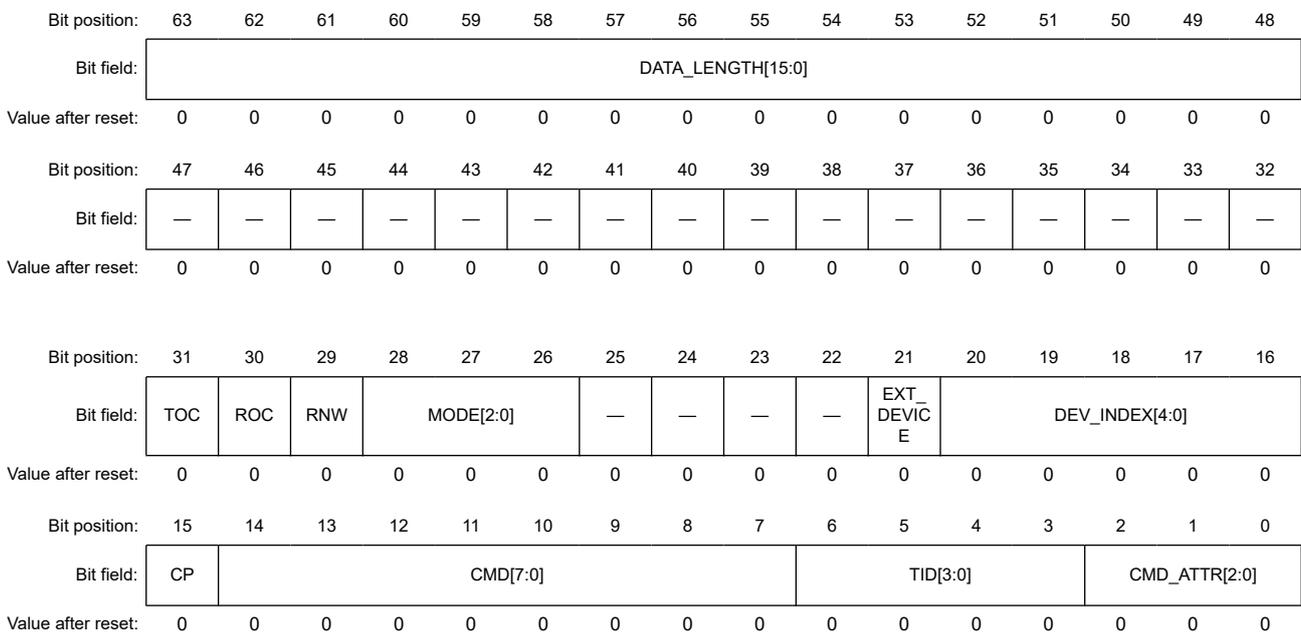 Bit position: 63 62 61 60 59 58 57 56 55 54 53 52 51 50 49 48
Bit field: DATA_LENGTH[15:0]
Value after reset: 0 0 0 0 0 0 0 0 0 0 0 0 0 0 0 0
Bit position: 47 46 45 44 43 42 41 40 39 38 37 36 35 34 33 32
Bit field: — — — — — — — — — — — — — — — —
Value after reset: 0 0 0 0 0 0 0 0 0 0 0 0 0 0 0 0
Bit position: 31 30 29 28 27 26 25 24 23 22 21 20 19 18 17 16
Bit field: TOC ROC RNW MODE[2:0] — — — — EXT_
DEVIC
E DEV_INDEX[4:0]
Value after reset: 0 0 0 0 0 0 0 0 0 0 0 0 0 0 0 0
Bit position: 15 14 13 12 11 10 9 8 7 6 5 4 3 2 1 0
Bit field: CP CMD[7:0] TID[3:0] CMD_ATTR[2:0]
Value after reset: 0 0 0 0 0 0 0 0 0 0 0 0 0 0 0 0